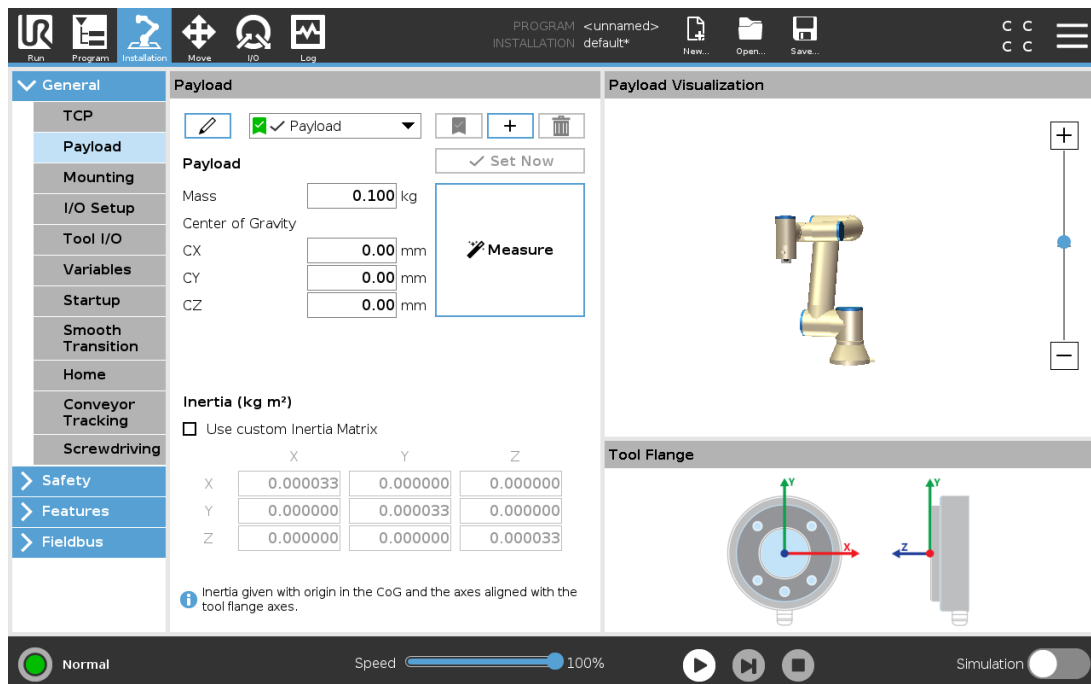 UR
PROGRAM <unnamed>
INSTALLATION default*
Run Program Installation Move I/O Log New... Open... Save...
C C
C C
General
TCP
Payload
Mounting
I/O Setup
Tool I/O
Variables
Startup
Smooth
Transition
Home
Conveyor
Tracking
Screwdriving
Safety
Features
Fieldbus
Payload
Payload
Payload
Set Now
Mass 0.100 kg
Center of Gravity
CX 0.00 mm
CY 0.00 mm
CZ 0.00 mm
Measure
Inertia (kg m²)
Use custom Inertia Matrix
X Y Z
X 0.000033 0.000000 0.000000
Y 0.000000 0.000033 0.000000
Z 0.000000 0.000000 0.000033
Inertia given with origin in the CoG and the axes aligned with the
tool flange axes.
Payload Visualization
Tool Flange
Y Y
X Z
Normal
Speed 100%
Simulation